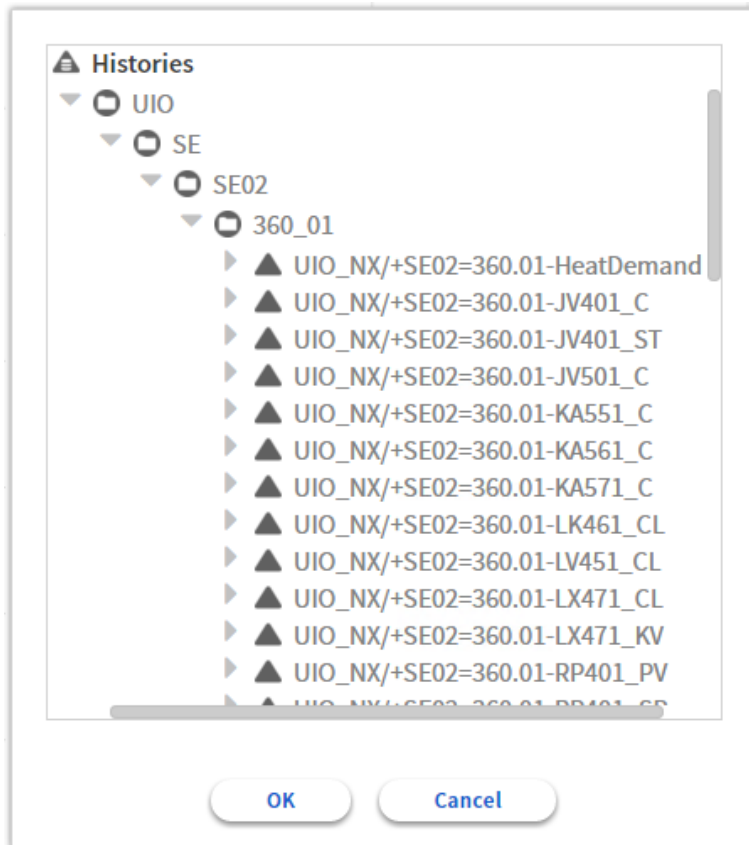 Histories
UIO
SE
SE02
360_01
UIO_NX/+SE02=360.01-HeatDemand
UIO_NX/+SE02=360.01-JV401_C
UIO_NX/+SE02=360.01-JV401_ST
UIO_NX/+SE02=360.01-JV501_C
UIO_NX/+SE02=360.01-KA551_C
UIO_NX/+SE02=360.01-KA561_C
UIO_NX/+SE02=360.01-KA571_C
UIO_NX/+SE02=360.01-LK461_CL
UIO_NX/+SE02=360.01-LV451_CL
UIO_NX/+SE02=360.01-LX471_CL
UIO_NX/+SE02=360.01-LX471_KV
UIO_NX/+SE02=360.01-RP401_PV
OK Cancel